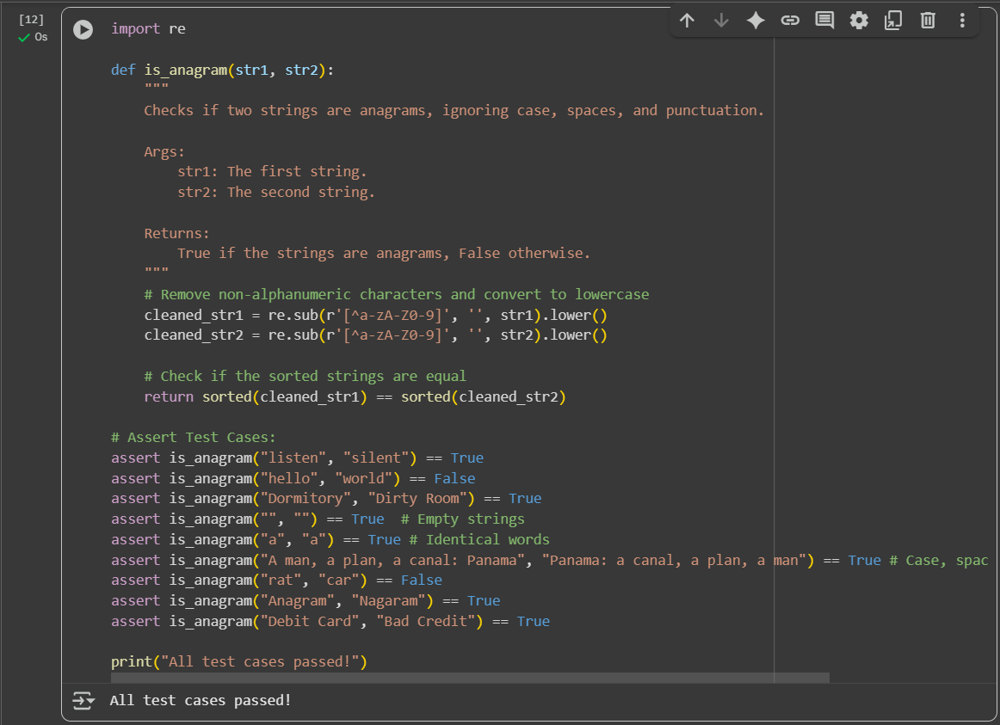 [12]
0s
import re
def is_anagram(str1, str2):
    """
    Checks if two strings are anagrams, ignoring case, spaces, and punctuation.
    Args:
        str1: The first string.
        str2: The second string.
    Returns:
        True if the strings are anagrams, False otherwise.
    """
    # Remove non-alphanumeric characters and convert to lowercase
    cleaned_str1 = re.sub(r'[^a-zA-Z0-9]', '', str1).lower()
    cleaned_str2 = re.sub(r'[^a-zA-Z0-9]', '', str2).lower()
    # Check if the sorted strings are equal
    return sorted(cleaned_str1) == sorted(cleaned_str2)
# Assert Test Cases:
assert is_anagram("listen", "silent") == True
assert is_anagram("hello", "world") == False
assert is_anagram("Dormitory", "Dirty Room") == True
assert is_anagram("", "") == True  # Empty strings
assert is_anagram("a", "a") == True # Identical words
assert is_anagram("A man, a plan, a canal: Panama", "Panama: a canal, a plan, a man") == True # Case, spac
assert is_anagram("rat", "car") == False
assert is_anagram("Anagram", "Nagaram") == True
assert is_anagram("Debit Card", "Bad Credit") == True
print("All test cases passed!")
All test cases passed!